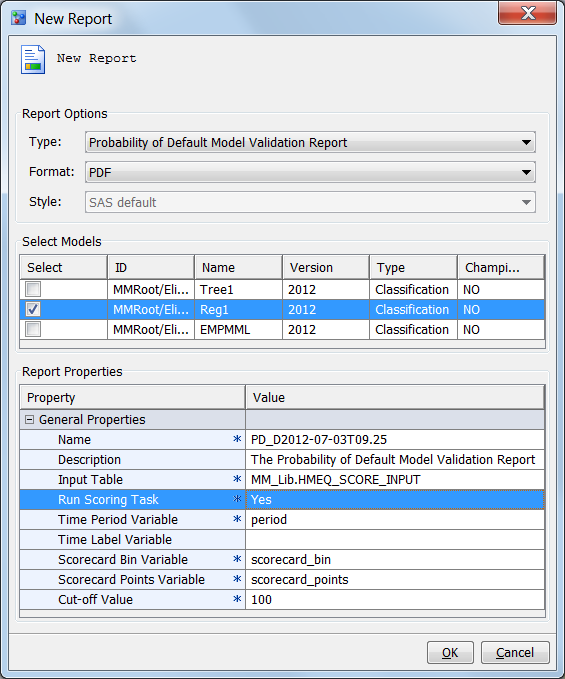 New Report
New Report
Report Options
Type: Probability of Default Model Validation Report
Format: PDF
Style: SAS default
Select Models
Select ID Name Version Type Champi...
MMRoot/Eli... Tree1 2012 Classification NO
MMRoot/Eli... Reg1 2012 Classification NO
MMRoot/Eli... EMPMML 2012 Classification NO
Report Properties
Property Value
General Properties
Name * PD_D2012-07-03T09.25
Description The Probability of Default Model Validation Report
Input Table * MM_Lib.HMEQ_SCORE_INPUT
Run Scoring Task * Yes
Time Period Variable * period
Time Label Variable
Scorecard Bin Variable * scorecard_bin
Scorecard Points Variable * scorecard_points
Cut-off Value * 100
OK Cancel